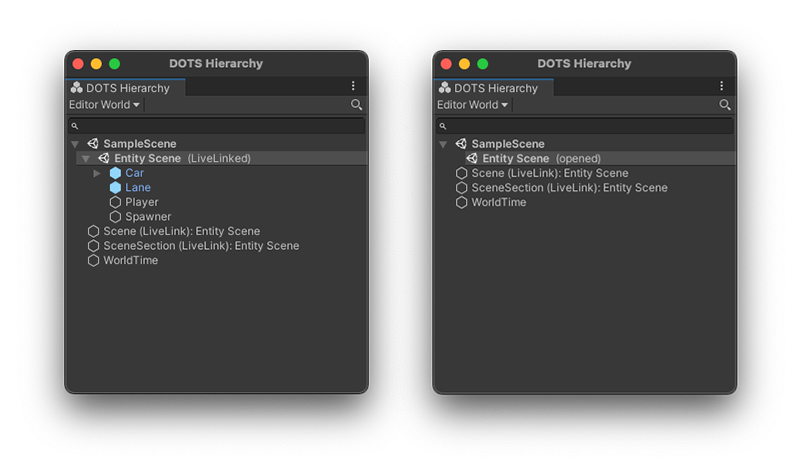 DOTS Hierarchy
DOTS Hierarchy
Editor World
SampleScene
Entity Scene (LiveLinked)
Car
Lane
Player
Spawner
Scene (LiveLink): Entity Scene
SceneSection (LiveLink): Entity Scene
WorldTime
DOTS Hierarchy
DOTS Hierarchy
Editor World
SampleScene
Entity Scene (opened)
Scene (LiveLink): Entity Scene
SceneSection (LiveLink): Entity Scene
WorldTime